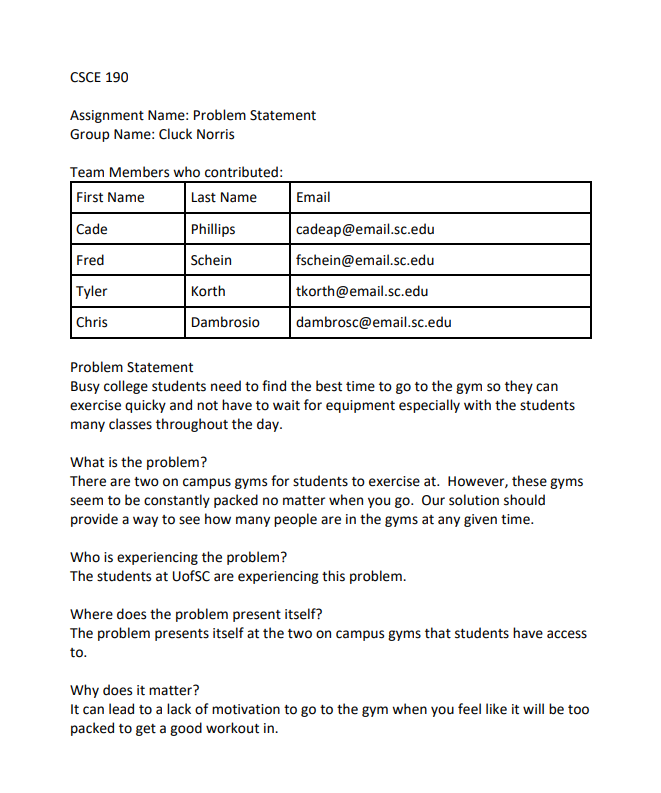 CSCE 190
Assignment Name: Problem Statement
Group Name: Cluck Norris
Team Members who contributed:
First Name Last Name Email
Cade Phillips cadeap@email.sc.edu
Fred Schein fschein@email.sc.edu
Tyler Korth tkorth@email.sc.edu
Chris Dambrosio dambrosc@email.sc.edu
Problem Statement
Busy college students need to find the best time to go to the gym so they can
exercise quicky and not have to wait for equipment especially with the students
many classes throughout the day.
What is the problem?
There are two on campus gyms for students to exercise at.  However, these gyms
seem to be constantly packed no matter when you go.  Our solution should
provide a way to see how many people are in the gyms at any given time.
Who is experiencing the problem?
The students at UofSC are experiencing this problem.
Where does the problem present itself?
The problem presents itself at the two on campus gyms that students have access
to.
Why does it matter?
It can lead to a lack of motivation to go to the gym when you feel like it will be too
packed to get a good workout in.